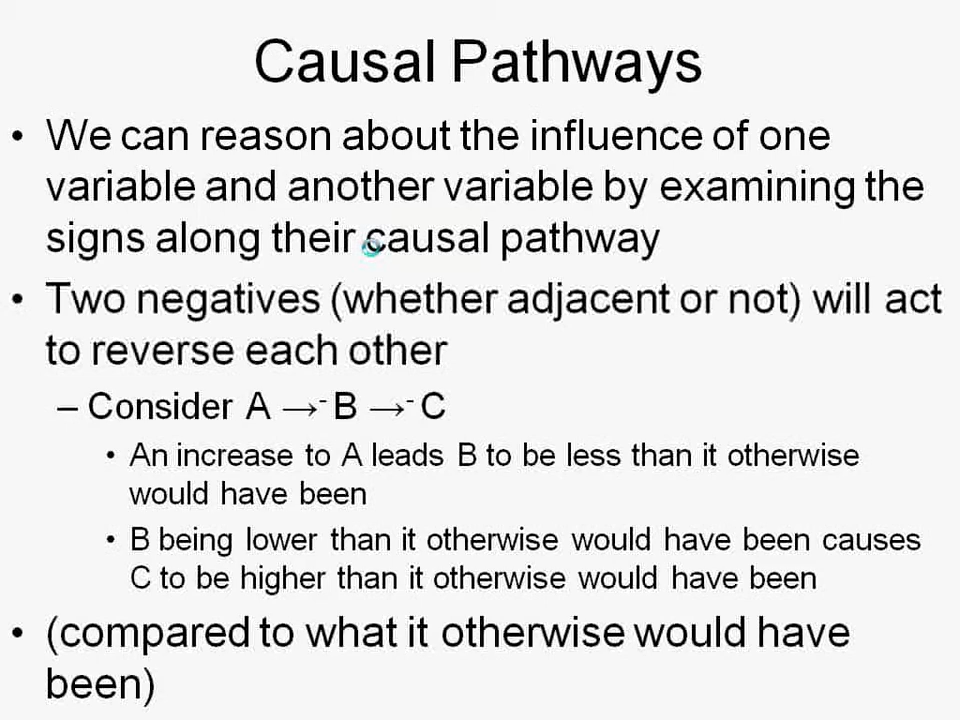 Causal Pathways
• We can reason about the influence of one
variable and another variable by examining the
signs along their causal pathway
• Two negatives (whether adjacent or not) will act
to reverse each other
– Consider A →⁻ B →⁻ C
• An increase to A leads B to be less than it otherwise
would have been
• B being lower than it otherwise would have been causes
C to be higher than it otherwise would have been
• (compared to what it otherwise would have
been)